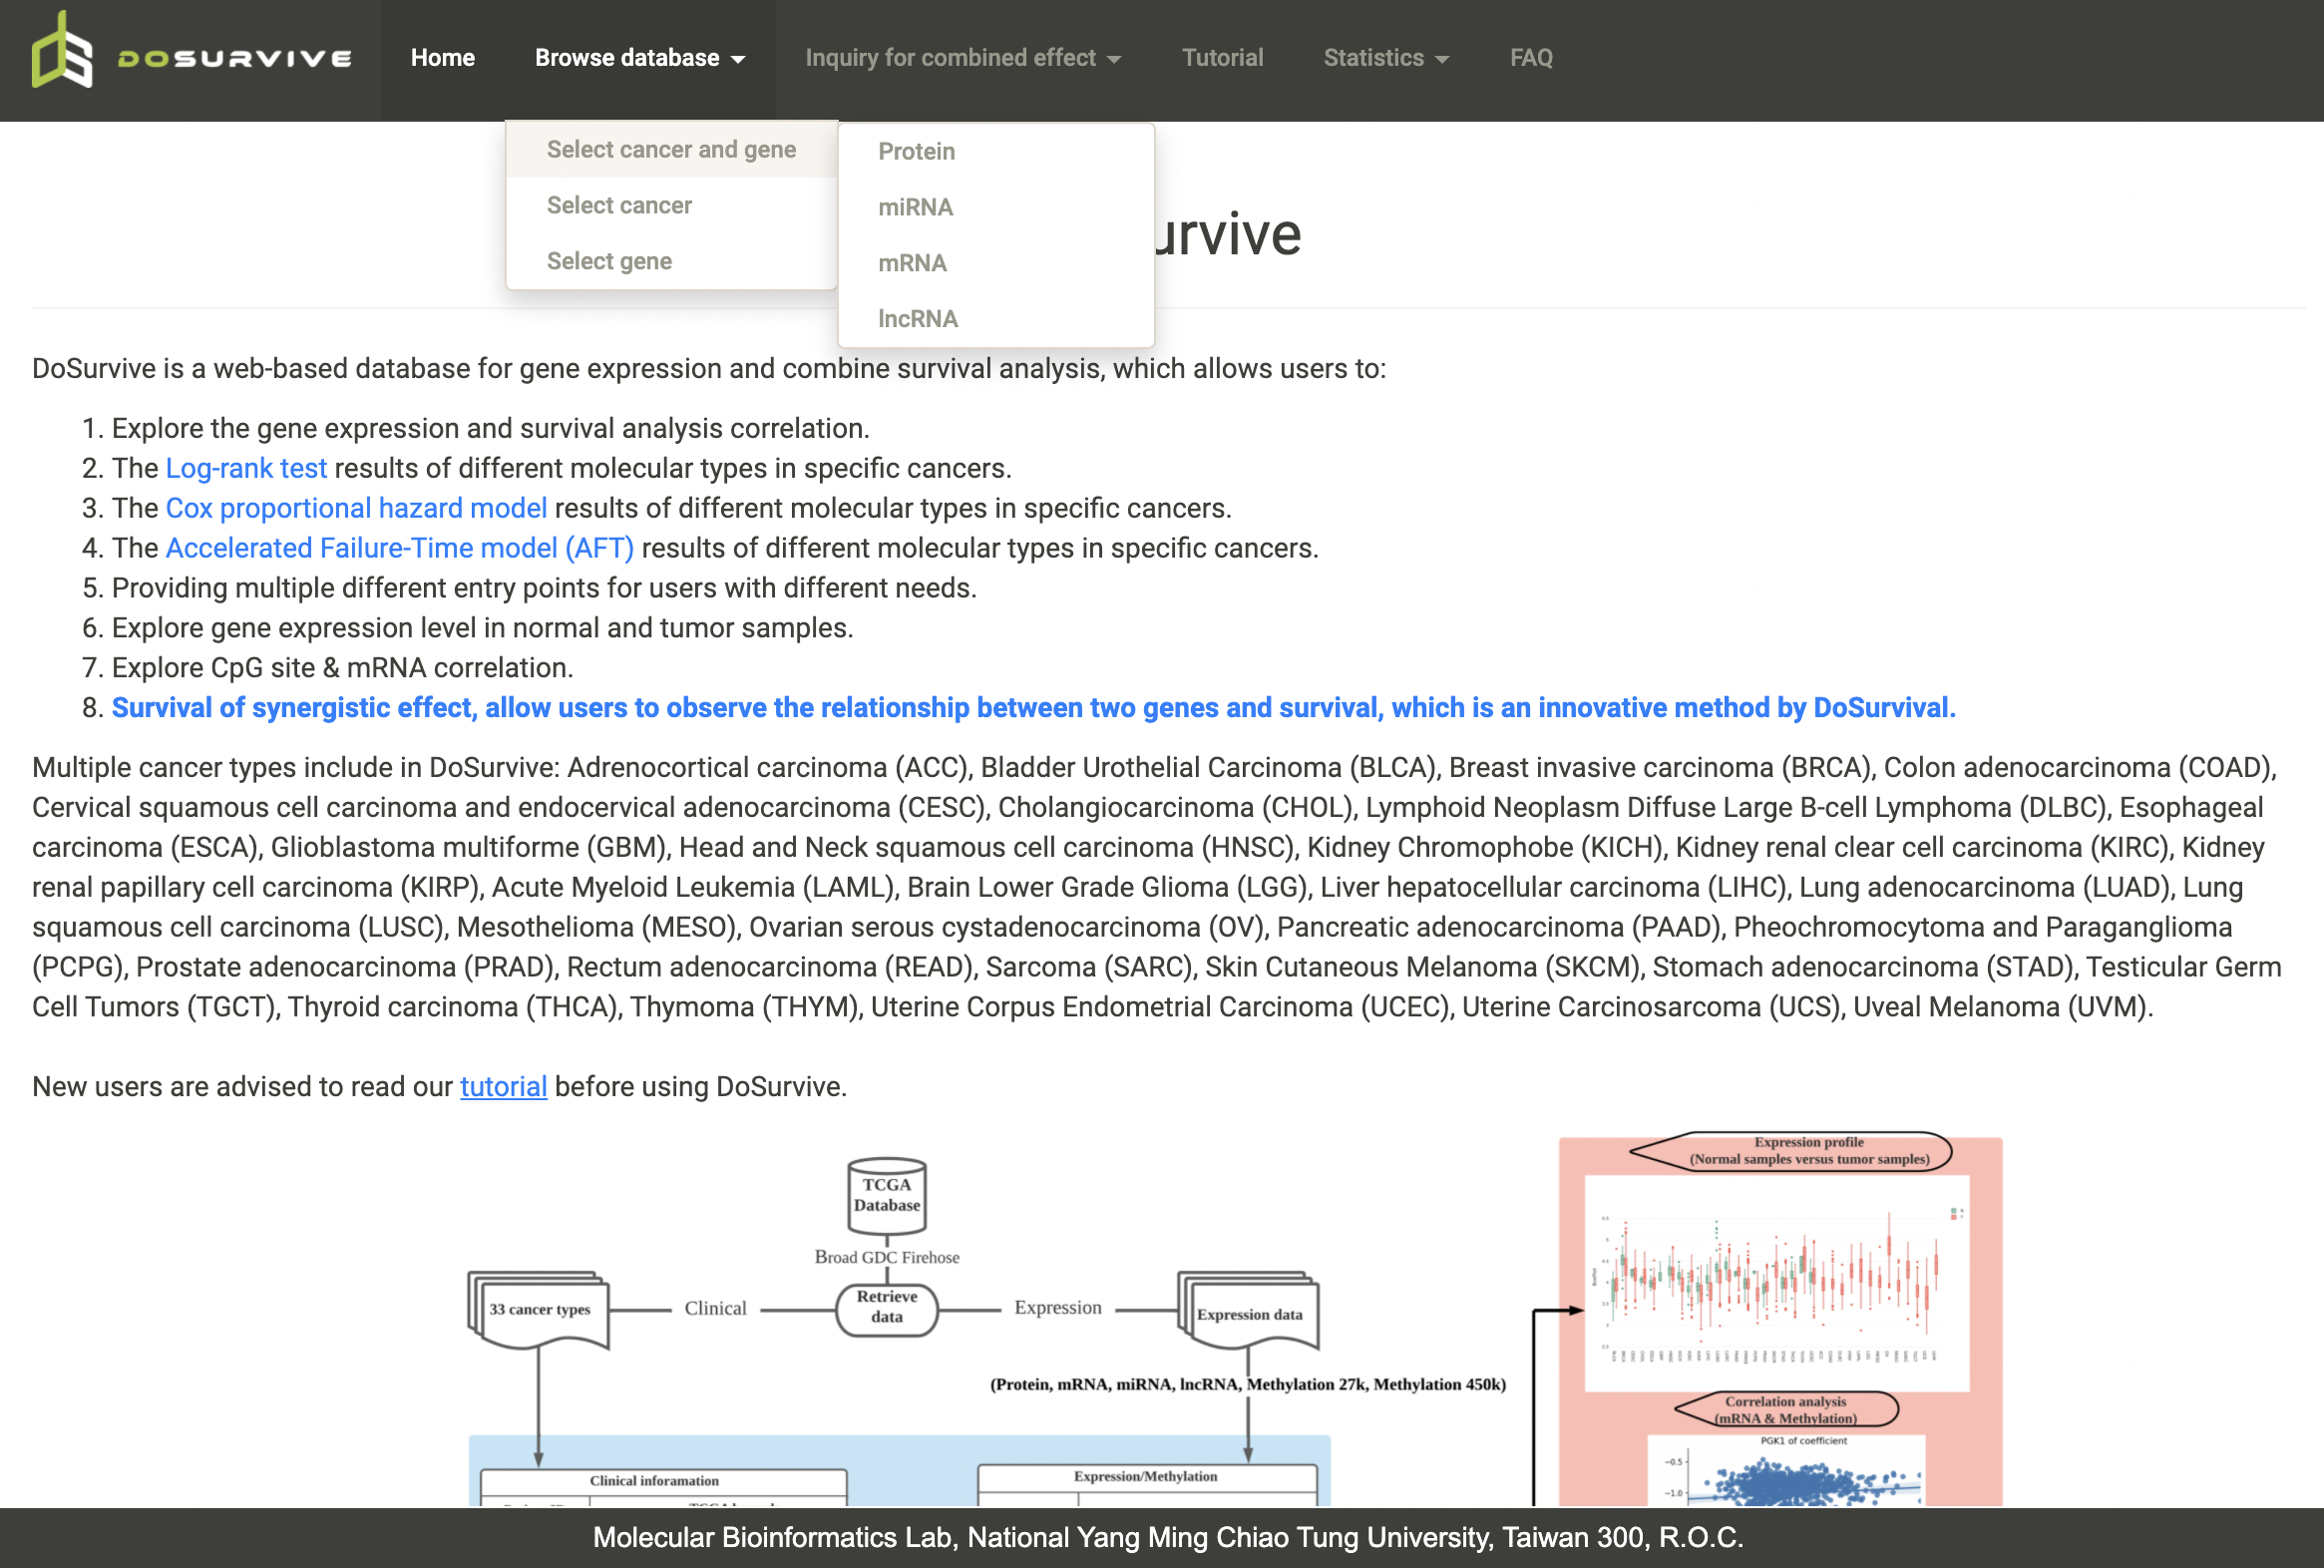 DOSURVIVE
Home
Browse database
Inquiry for combined effect
Tutorial
Statistics
FAQ
Select cancer and gene
Select cancer
Select gene
Protein
miRNA
mRNA
lncRNA
urvive
DoSurvive is a web-based database for gene expression and combine survival analysis, which allows users to:
1. Explore the gene expression and survival analysis correlation.
2. The Log-rank test results of different molecular types in specific cancers.
3. The Cox proportional hazard model results of different molecular types in specific cancers.
4. The Accelerated Failure-Time model (AFT) results of different molecular types in specific cancers.
5. Providing multiple different entry points for users with different needs.
6. Explore gene expression level in normal and tumor samples.
7. Explore CpG site & mRNA correlation.
8. Survival of synergistic effect, allow users to observe the relationship between two genes and survival, which is an innovative method by DoSurvival.
Multiple cancer types include in DoSurvive: Adrenocortical carcinoma (ACC), Bladder Urothelial Carcinoma (BLCA), Breast invasive carcinoma (BRCA), Colon adenocarcinoma (COAD),
Cervical squamous cell carcinoma and endocervical adenocarcinoma (CESC), Cholangiocarcinoma (CHOL), Lymphoid Neoplasm Diffuse Large B-cell Lymphoma (DLBC), Esophageal
carcinoma (ESCA), Glioblastoma multiforme (GBM), Head and Neck squamous cell carcinoma (HNSC), Kidney Chromophobe (KICH), Kidney renal clear cell carcinoma (KIRC), Kidney
renal papillary cell carcinoma (KIRP), Acute Myeloid Leukemia (LAML), Brain Lower Grade Glioma (LGG), Liver hepatocellular carcinoma (LIHC), Lung adenocarcinoma (LUAD), Lung
squamous cell carcinoma (LUSC), Mesothelioma (MESO), Ovarian serous cystadenocarcinoma (OV), Pancreatic adenocarcinoma (PAAD), Pheochromocytoma and Paraganglioma
(PCPG), Prostate adenocarcinoma (PRAD), Rectum adenocarcinoma (READ), Sarcoma (SARC), Skin Cutaneous Melanoma (SKCM), Stomach adenocarcinoma (STAD), Testicular Germ
Cell Tumors (TGCT), Thyroid carcinoma (THCA), Thymoma (THYM), Uterine Corpus Endometrial Carcinoma (UCEC), Uterine Carcinosarcoma (UCS), Uveal Melanoma (UVM).
New users are advised to read our tutorial before using DoSurvive.
TCGA
Database
Broad GDC Firehose
33 cancer types
Clinical
Retrieve
data
Expression
Expression data
(Protein, mRNA, miRNA, lncRNA, Methylation 27k, Methylation 450k)
Clinical inforamation
Expression/Methylation
Expression profile
(Normal samples versus tumor samples)
Correlation analysis
(mRNA & Methylation)
PGK1 of coefficient
−0.5
−1.0
Molecular Bioinformatics Lab, National Yang Ming Chiao Tung University, Taiwan 300, R.O.C.